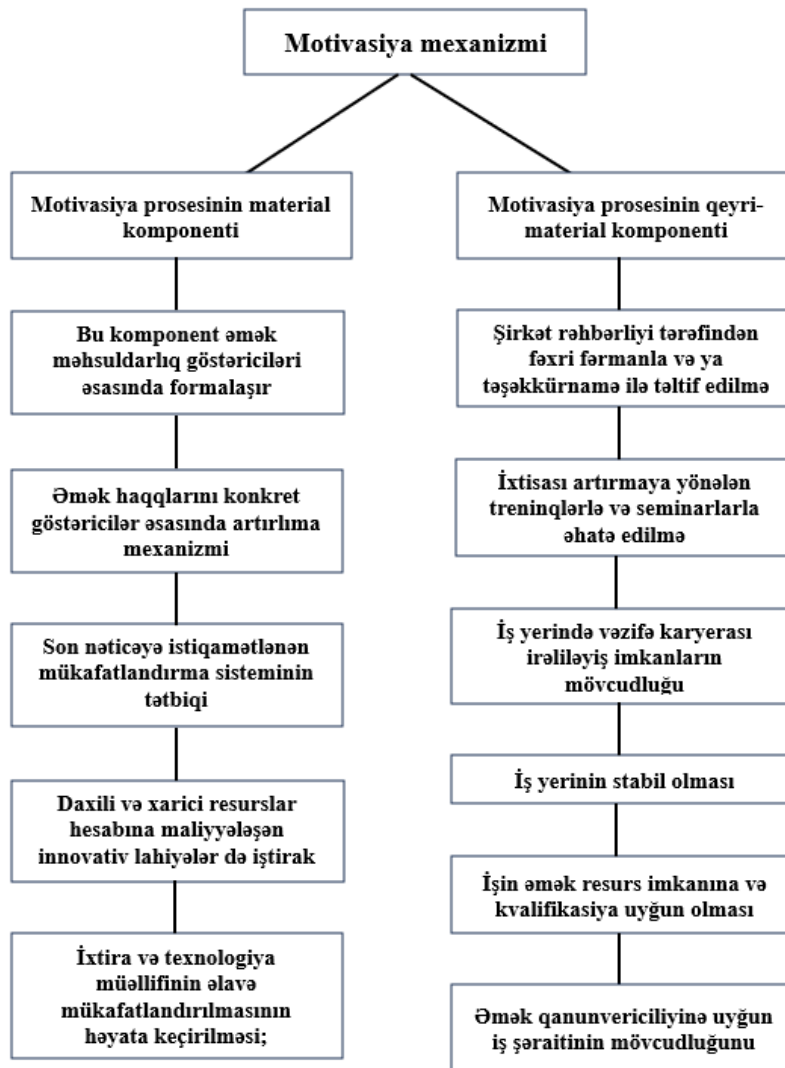 Motivasiya mexanizmi
Motivasiya prosesinin material
komponenti
Bu komponent əmək
məhsuldarlıq göstəriciləri
əsasında formalaşır
Əmək haqqlarını konkret
göstəricilər əsasında artırlıma
mexanizmi
Son nəticəyə istiqamətlənən
mükafatlandırma sisteminin
tətbiqi
Daxili və xarici resurslar
hesabına maliyyələşən
innovativ lahiyələr də iştirak
İxtira və texnologiya
müəllifinin əlavə
mükafatlandırılmasının
həyata keçirilməsi;
Motivasiya prosesinin qeyri-
material komponenti
Şirkət rəhbərliyi tərəfindən
fəxri fərmanla və ya
təşəkkürnamə ilə təltif edilmə
İxtisası artırmaya yönələn
treninqlərlə və seminarlarla
əhatə edilmə
İş yerində vəzifə karyerası
irəliləyiş imkanların
mövcudluğu
İş yerinin stabil olması
İşin əmək resurs imkanına və
kvalifikasiya uyğun olması
Əmək qanunvericiliyinə uyğun
iş şəraitinin mövcudluğunu